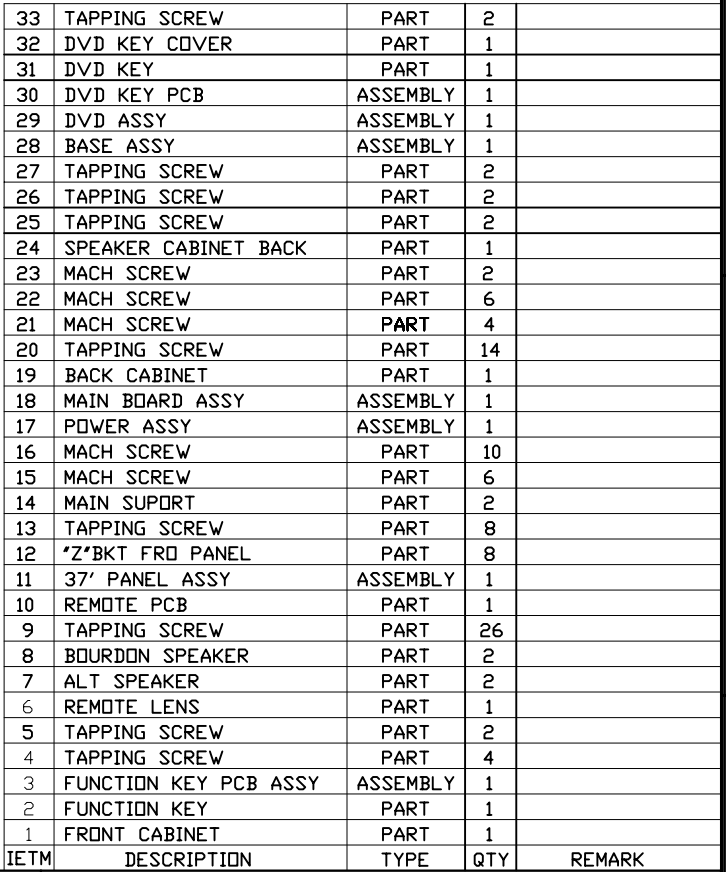 33 TAPPING SCREW PART 2
32 DVD KEY COVER PART 1
31 DVD KEY PART 1
30 DVD KEY PCB ASSEMBLY 1
29 DVD ASSY ASSEMBLY 1
28 BASE ASSY ASSEMBLY 1
27 TAPPING SCREW PART 2
26 TAPPING SCREW PART 2
25 TAPPING SCREW PART 2
24 SPEAKER CABINET BACK PART 1
23 MACH SCREW PART 2
22 MACH SCREW PART 6
21 MACH SCREW PART 4
20 TAPPING SCREW PART 14
19 BACK CABINET PART 1
18 MAIN BOARD ASSY ASSEMBLY 1
17 POWER ASSY ASSEMBLY 1
16 MACH SCREW PART 10
15 MACH SCREW PART 6
14 MAIN SUPORT PART 2
13 TAPPING SCREW PART 8
12 "Z"BKT FRO PANEL PART 8
11 37' PANEL ASSY ASSEMBLY 1
10 REMOTE PCB PART 1
9 TAPPING SCREW PART 26
8 BOURDON SPEAKER PART 2
7 ALT SPEAKER PART 2
6 REMOTE LENS PART 1
5 TAPPING SCREW PART 2
4 TAPPING SCREW PART 4
3 FUNCTION KEY PCB ASSY ASSEMBLY 1
2 FUNCTION KEY PART 1
1 FRONT CABINET PART 1
IETM DESCRIPTION TYPE QTY REMARK